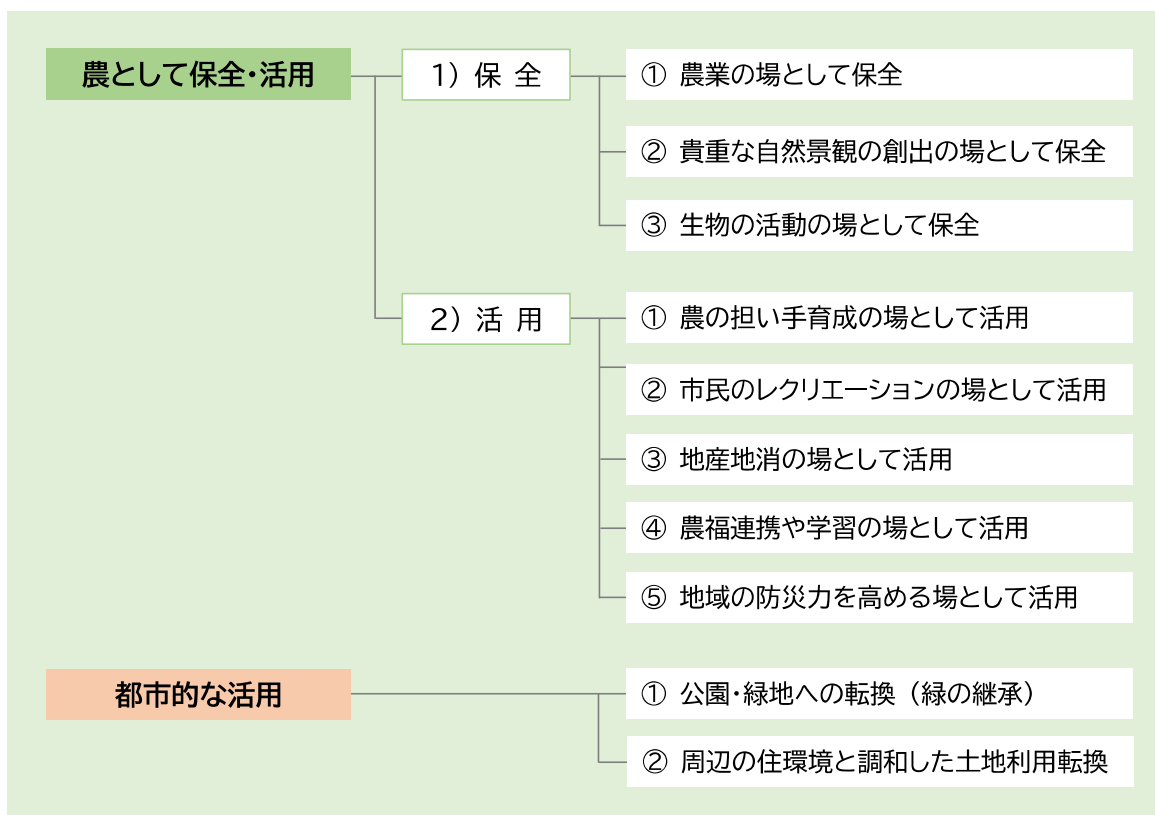 農として保全・活用
1）保 全
① 農業の場として保全
② 貴重な自然景観の創出の場として保全
③ 生物の活動の場として保全
2）活 用
① 農の担い手育成の場として活用
② 市民のレクリエーションの場として活用
③ 地産地消の場として活用
④ 農福連携や学習の場として活用
⑤ 地域の防災力を高める場として活用
都市的な活用
① 公園・緑地への転換（緑の継承）
② 周辺の住環境と調和した土地利用転換